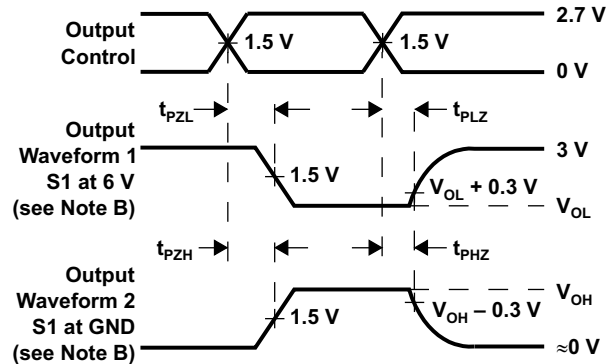 2.7 V
Output
Control
1.5 V
1.5 V
0 V
tPZL
tPLZ
Output
Waveform 1
S1 at 6 V
(see Note B)
3 V
1.5 V
VOL + 0.3 V
VOL
tPZH
tPHZ
Output
Waveform 2
S1 at GND
(see Note B)
VOH
VOH – 0.3 V
1.5 V
≈0 V